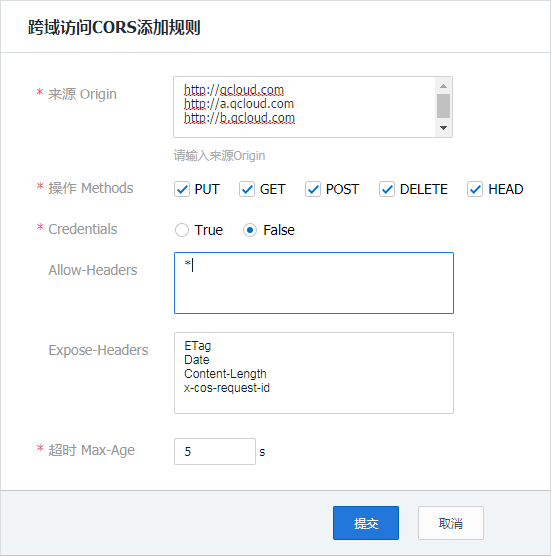 跨域访问CORS添加规则
* 来源 Origin
http://qcloud.com
http://a.qcloud.com
http://b.qcloud.com
请输入来源Origin
* 操作 Methods PUT GET POST DELETE HEAD
* Credentials True False
Allow-Headers *
Expose-Headers
ETag
Date
Content-Length
x-cos-request-id
* 超时 Max-Age 5 s
提交 取消